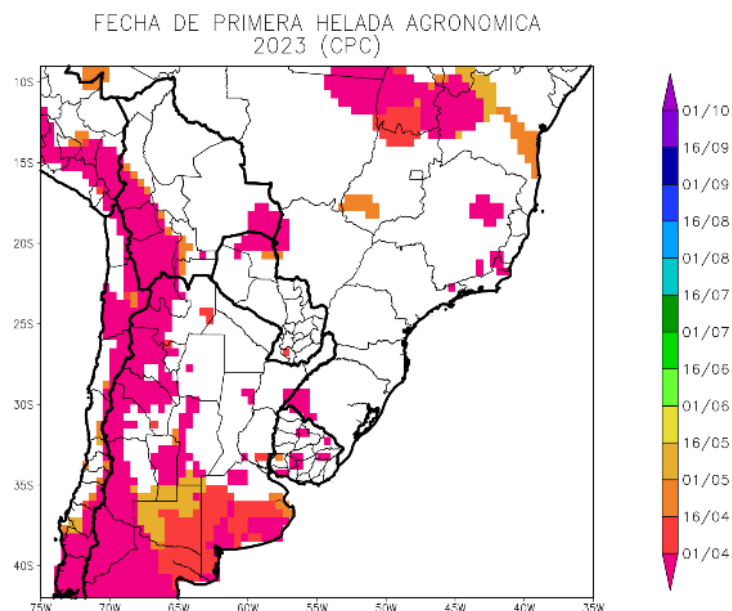 FECHA DE PRIMERA HELADA AGRONOMICA
2023 (CPC)
10S
15S
20S
25S
30S
35S
40S
75W 70W 65W 60W 55W 50W 45W 40W 35W
01/10
16/09
01/09
16/08
01/08
16/07
01/07
16/06
01/06
16/05
01/05
16/04
01/04